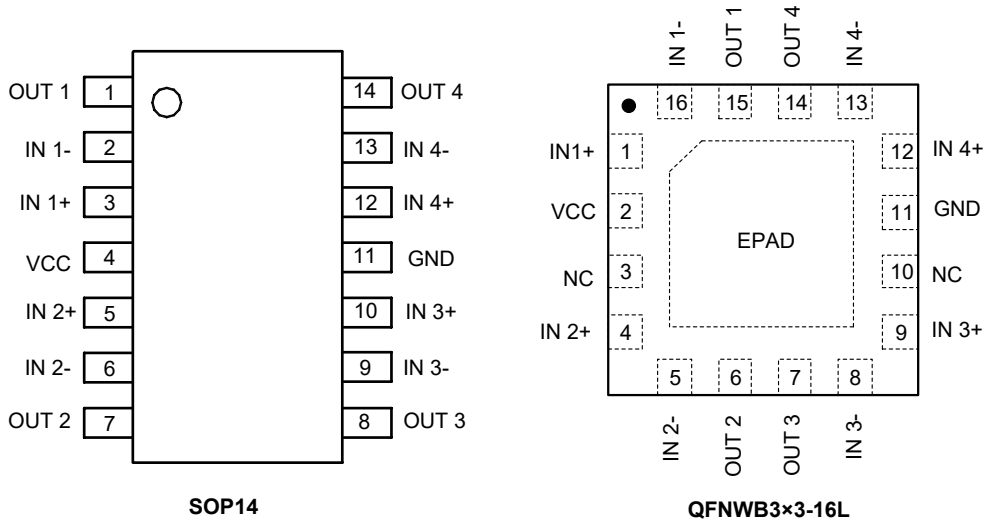 OUT 1 1 14 OUT 4
IN 1- 2 13 IN 4-
IN 1+ 3 12 IN 4+
VCC 4 11 GND
IN 2+ 5 10 IN 3+
IN 2- 6 9 IN 3-
OUT 2 7 8 OUT 3
SOP14
IN 1- OUT 1 OUT 4 IN 4-
16 15 14 13
IN1+ 1 12 IN 4+
VCC 2 11 GND
EPAD
NC 3 10 NC
IN 2+ 4 9 IN 3+
5 6 7 8
IN 2- OUT 2 OUT 3 IN 3-
QFNWB3×3-16L